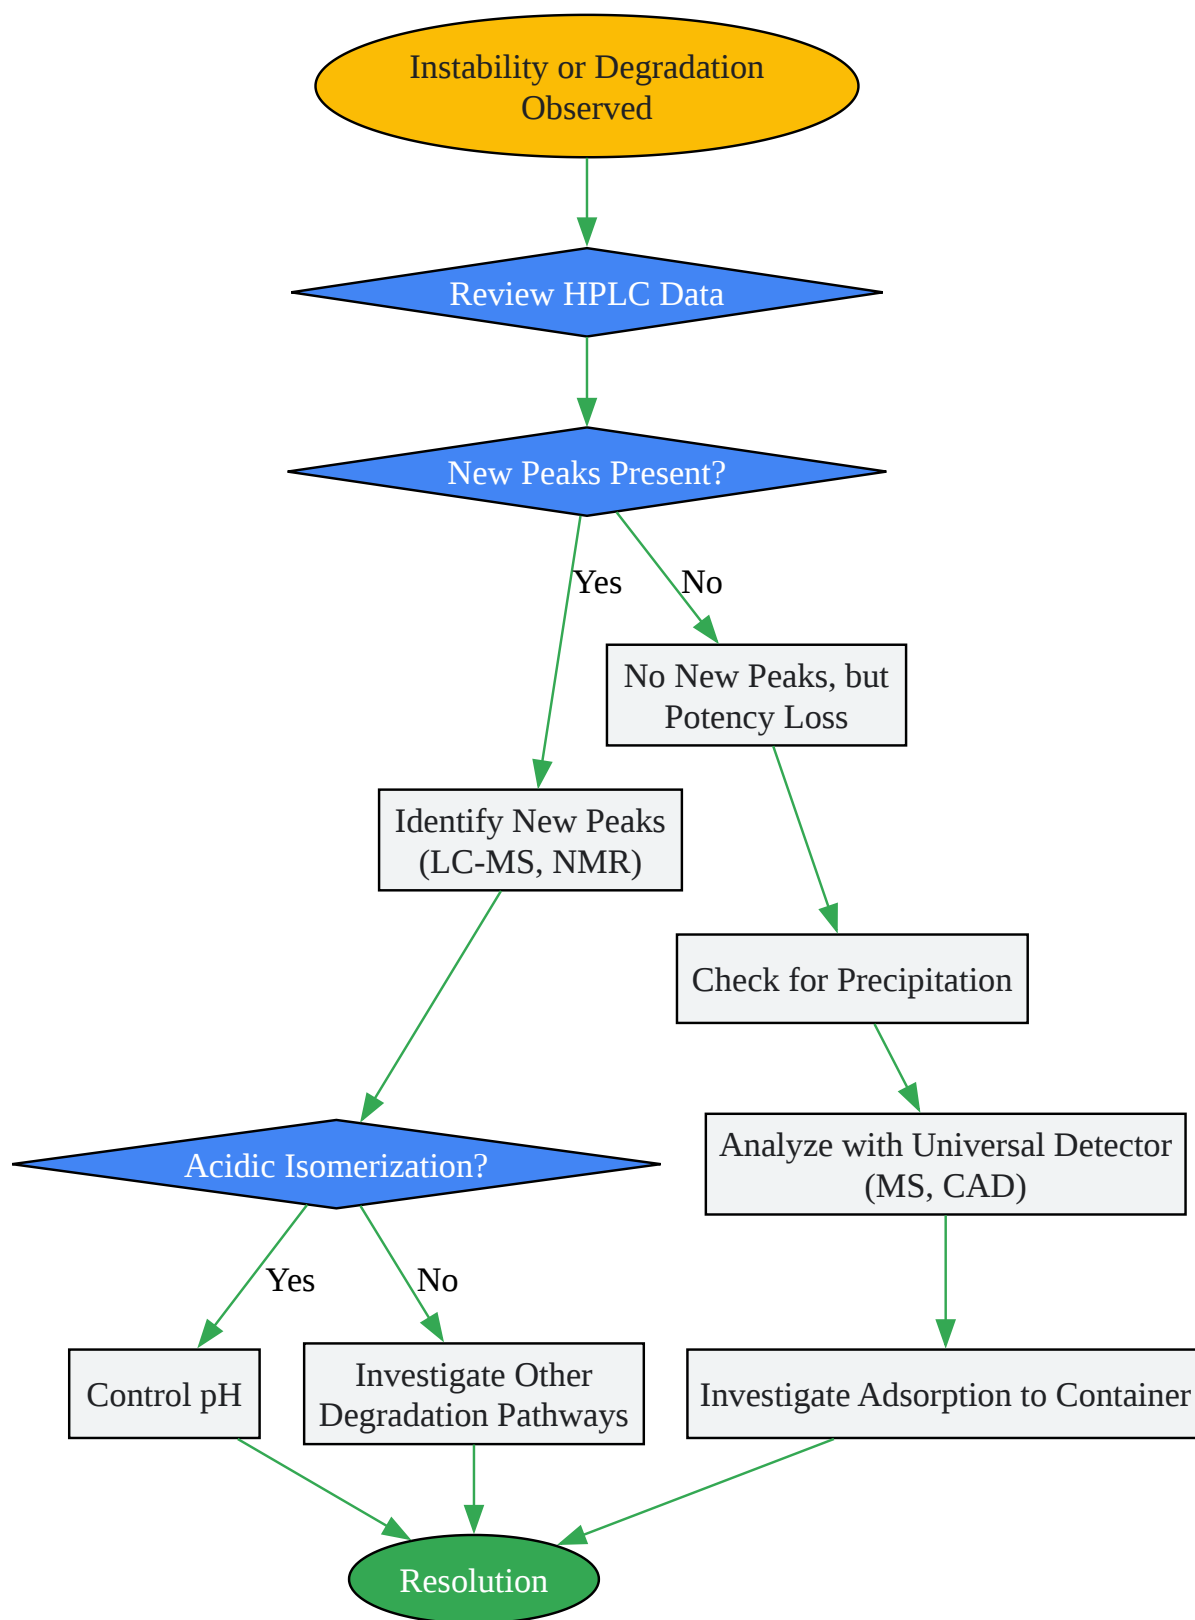 Instability or Degradation
Observed
Review HPLC Data
New Peaks Present?
Yes
No
No New Peaks, but
Potency Loss
Identify New Peaks
(LC-MS, NMR)
Check for Precipitation
Analyze with Universal Detector
(MS, CAD)
Acidic Isomerization?
Yes
No
Control pH
Investigate Other
Degradation Pathways
Investigate Adsorption to Container
Resolution